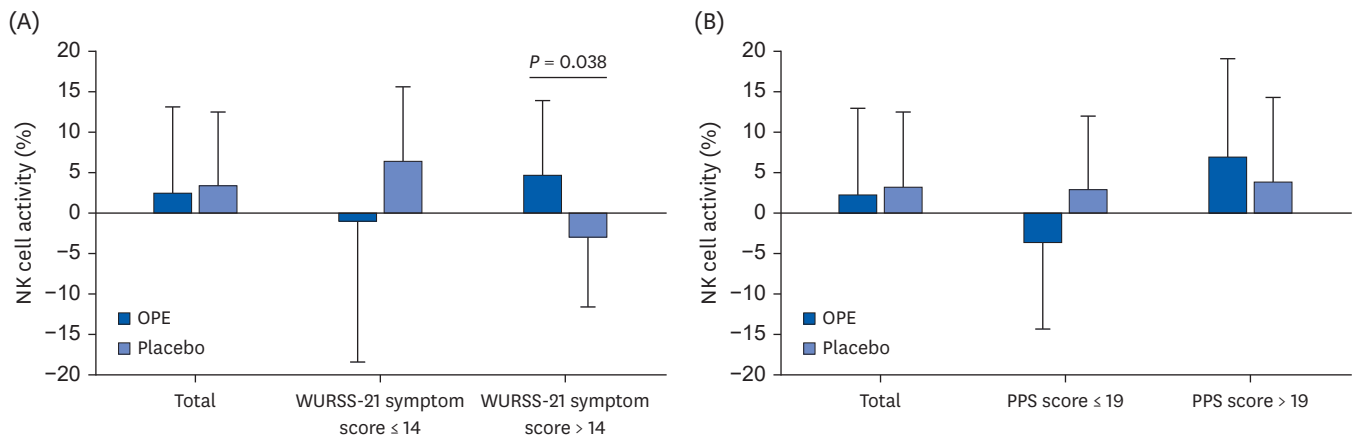 (A)
NK cell activity (%)
20
15
10
5
0
−5
−10
−15
−20
P = 0.038
OPE
Placebo
Total
WURSS-21 symptom
score ≤ 14
WURSS-21 symptom
score > 14
(B)
NK cell activity (%)
20
15
10
5
0
−5
−10
−15
−20
OPE
Placebo
Total
PPS score ≤ 19
PPS score > 19